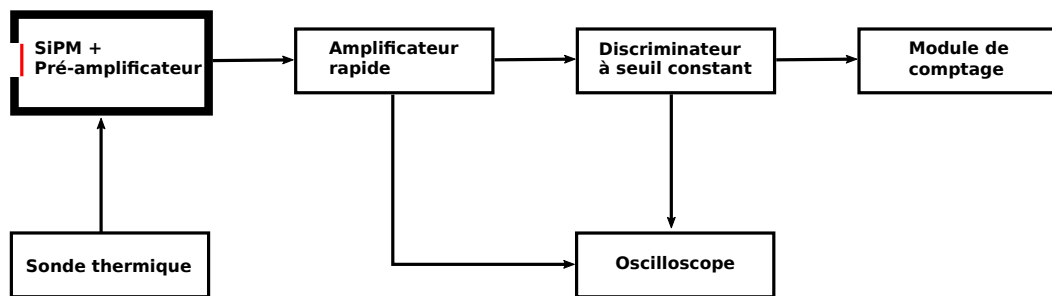 SiPM +
Pré-amplificateur
Amplificateur
rapide
Discriminateur
à seuil constant
Module de
comptage
Sonde thermique
Oscilloscope